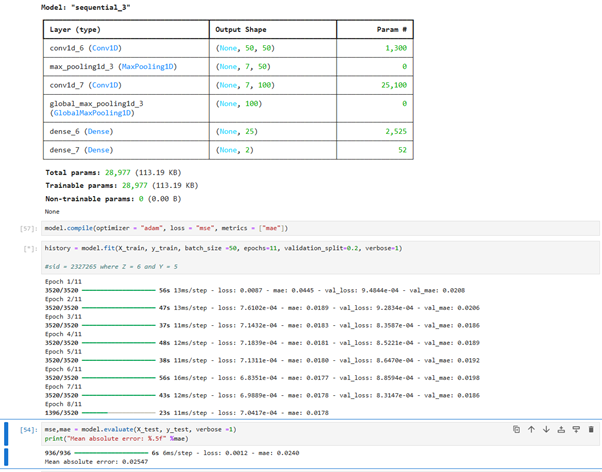 Model: "sequential_3"
Layer (type) Output Shape Param #
conv1d_6 (Conv1D) (None, 50, 50) 1,300
max_pooling1d_3 (MaxPooling1D) (None, 7, 50) 0
conv1d_7 (Conv1D) (None, 7, 100) 25,100
global_max_pooling1d_3 (None, 100) 0
(GlobalMaxPooling1D)
dense_6 (Dense) (None, 25) 2,525
dense_7 (Dense) (None, 2) 52
Total params: 28,977 (113.19 KB)
Trainable params: 28,977 (113.19 KB)
Non-trainable params: 0 (0.00 B)
None
[57]: model.compile(optimizer = "adam", loss = "mse", metrics = ["mae"])
[*]: history = model.fit(X_train, y_train, batch_size =50, epochs=11, validation_split=0.2, verbose=1)
#sid = 2327265 where Z = 6 and Y = 5
Epoch 1/11
3520/3520 56s 13ms/step - loss: 0.0087 - mae: 0.0445 - val_loss: 9.4844e-04 - val_mae: 0.0208
Epoch 2/11
3520/3520 47s 13ms/step - loss: 7.6102e-04 - mae: 0.0189 - val_loss: 9.2834e-04 - val_mae: 0.0206
Epoch 3/11
3520/3520 37s 11ms/step - loss: 7.1432e-04 - mae: 0.0183 - val_loss: 8.3587e-04 - val_mae: 0.0186
Epoch 4/11
3520/3520 48s 12ms/step - loss: 7.1839e-04 - mae: 0.0181 - val_loss: 8.5221e-04 - val_mae: 0.0189
Epoch 5/11
3520/3520 38s 11ms/step - loss: 7.1311e-04 - mae: 0.0180 - val_loss: 8.6470e-04 - val_mae: 0.0192
Epoch 6/11
3520/3520 56s 16ms/step - loss: 6.8351e-04 - mae: 0.0177 - val_loss: 8.8594e-04 - val_mae: 0.0198
Epoch 7/11
3520/3520 43s 12ms/step - loss: 6.9889e-04 - mae: 0.0178 - val_loss: 8.3147e-04 - val_mae: 0.0186
Epoch 8/11
1396/3520 23s 11ms/step - loss: 7.0417e-04 - mae: 0.0178
[54]: mse,mae = model.evaluate(X_test, y_test, verbose =1)
print("Mean absolute error: %.5f" %mae)
936/936 6s 6ms/step - loss: 0.0012 - mae: 0.0240
Mean absolute error: 0.02547